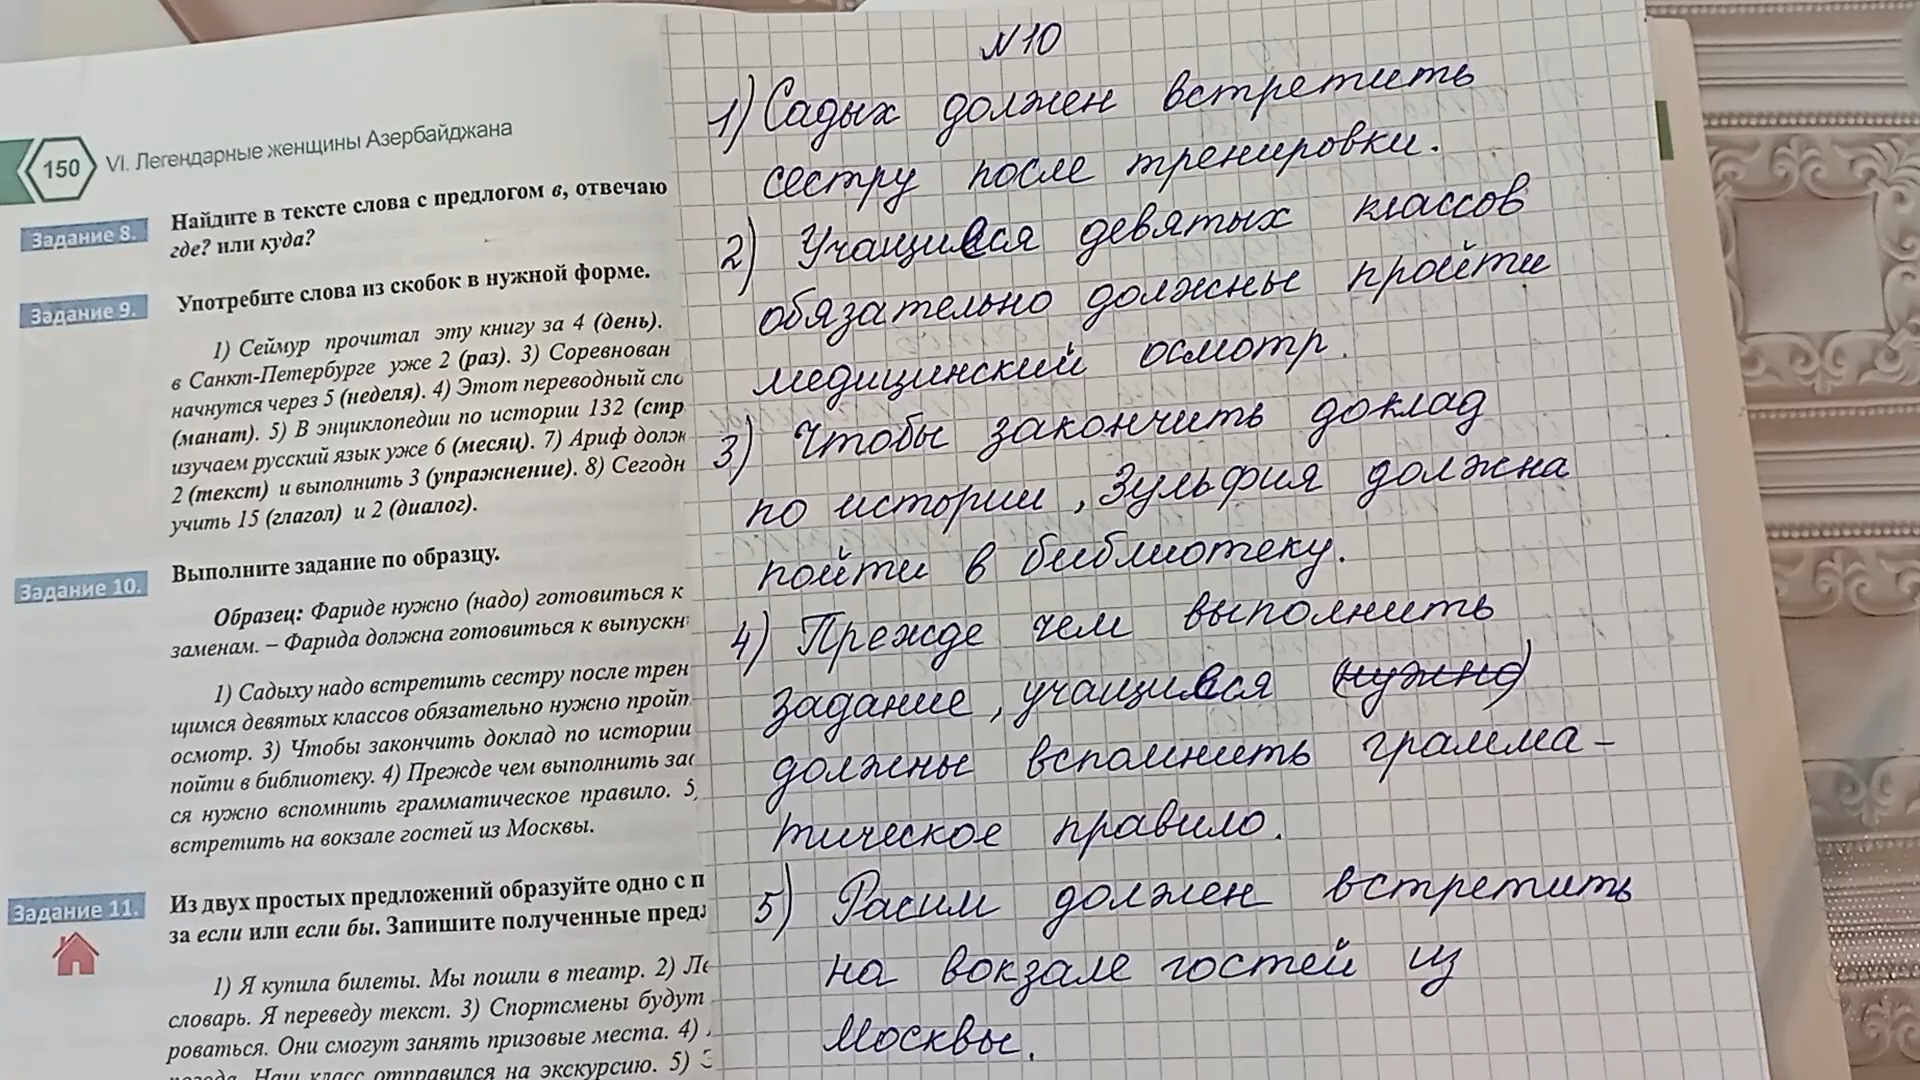 150 VI. Легендарные женщины Азербайджана
Задание 8. Найдите в тексте слова с предлогом в, отвечаю
где? или куда?
Задание 9. Употребите слова из скобок в нужной форме.
1) Сеймур прочитал эту книгу за 4 (день).
в Санкт-Петербурге уже 2 (раз). 3) Соревнован
начнутся через 5 (неделя). 4) Этот переводный сло
(манат). 5) В энциклопедии по истории 132 (стр
изучаем русский язык уже 6 (месяц). 7) Ариф долж
2 (текст) и выполнить 3 (упражнение). 8) Сегодн
учить 15 (глагол) и 2 (диалог).
Задание 10. Выполните задание по образцу.
Образец: Фариде нужно (надо) готовиться к
заменам. – Фарида должна готовиться к выпускн
1) Садыху надо встретить сестру после трен
щимся девятых классов обязательно нужно пройт
осмотр. 3) Чтобы закончить доклад по истории
пойти в библиотеку. 4) Прежде чем выполнить за
ся нужно вспомнить грамматическое правило. 5)
встретить на вокзале гостей из Москвы.
Задание 11. Из двух простых предложений образуйте одно с п
за если или если бы. Запишите полученные пред
1) Я купила билеты. Мы пошли в театр. 2) Ле
словарь. Я переведу текст. 3) Спортсмены будут
роваться. Они смогут занять призовые места. 4)
погода. Наш класс отправился на экскурсию. 5) Э
N 10
1) Садых должен встретить
сестру после тренировки.
2) Учащиеся девятых классов
обязательно должны пройти
медицинский осмотр.
3) Чтобы закончить доклад
по истории, Зульфия должна
пойти в библиотеку.
4) Прежде чем выполнить
задание, учащиеся (нужно)
должны вспомнить грамма-
тическое правило.
5) Расим должен встретить
на вокзале гостей из
Москвы.